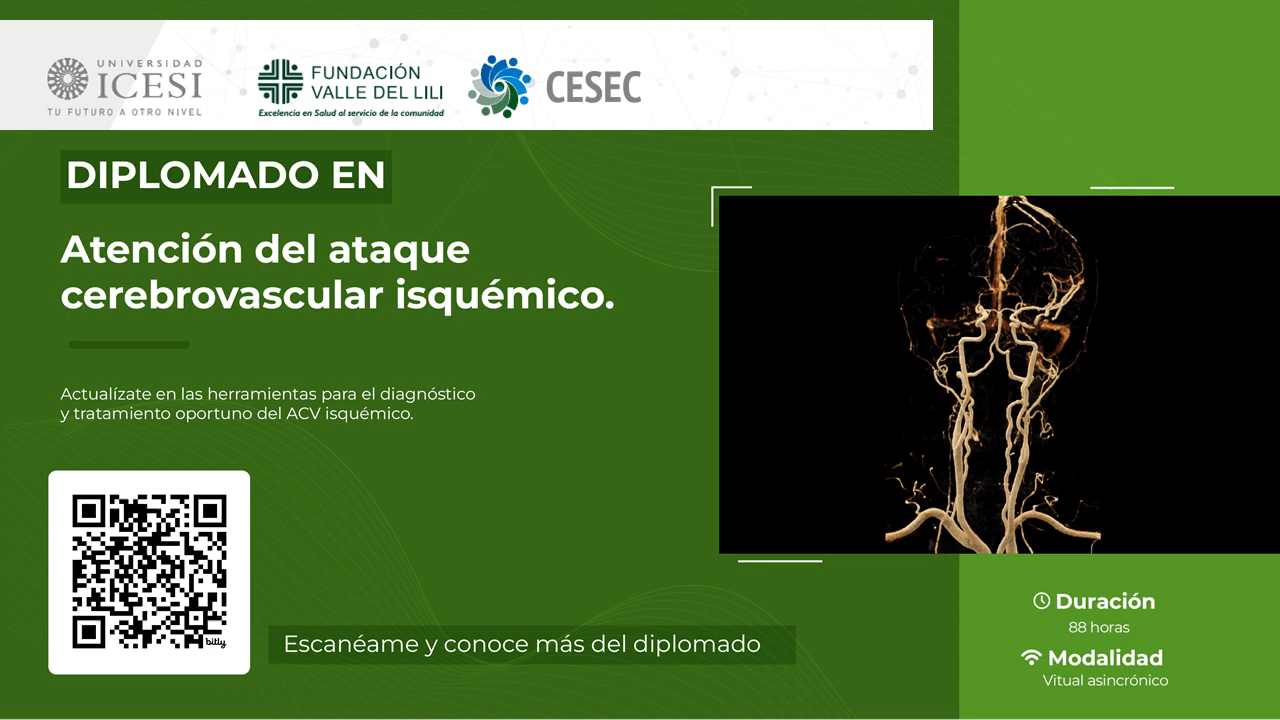 UNIVERSIDAD
ICESI
TU FUTURO A OTRO NIVEL
FUNDACIÓN
VALLE DEL LILI
Excelencia en Salud al servicio de la comunidad
CESEC
DIPLOMADO EN
Atención del ataque
cerebrovascular isquémico.
Actualízate en las herramientas para el diagnóstico
y tratamiento oportuno del ACV isquémico.
bitly
Escanéame y conoce más del diplomado
Duración
88 horas
Modalidad
Vitual asincrónico